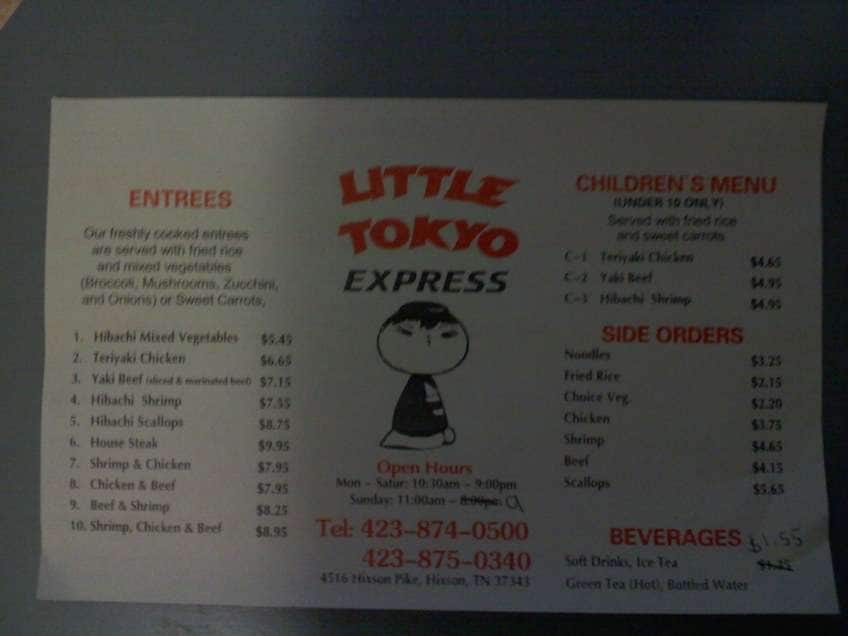 ENTREES
Our freshly cooked entrees
are served with fried rice
and mixed vegetables
(Broccoli, Mushrooms, Zucchini,
and Onions) or Sweet Carrots,
1. Hibachi Mixed Vegetables $5.45
2. Teriyaki Chicken $6.65
3. Yaki Beef (sliced & marinated beef) $7.15
4. Hibachi Shrimp $7.55
5. Hibachi Scallops $8.75
6. House Steak $9.95
7. Shrimp & Chicken $7.95
8. Chicken & Beef $7.95
9. Beef & Shrimp $8.25
10. Shrimp, Chicken & Beef $8.95
LITTLE
TOKYO
EXPRESS
Open Hours
Mon - Satur: 10:30am - 9:00pm
Sunday: 11:00am - 8:00pm 9
Tel: 423-874-0500
423-875-0340
4516 Hixson Pike, Hixson, TN 37343
CHILDREN'S MENU
(UNDER 10 ONLY)
Served with fried rice
and sweet carrots
C-1 Teriyaki Chicken $4.65
C-2 Yaki Beef $4.95
C-3 Hibachi Shrimp $4.95
SIDE ORDERS
Noodles $3.25
Fried Rice $2.15
Choice Veg. $2.20
Chicken $3.75
Shrimp $4.65
Beef $4.15
Scallops $5.65
BEVERAGES $1.55
Soft Drinks, Ice Tea $1.25
Green Tea (Hot), Bottled Water